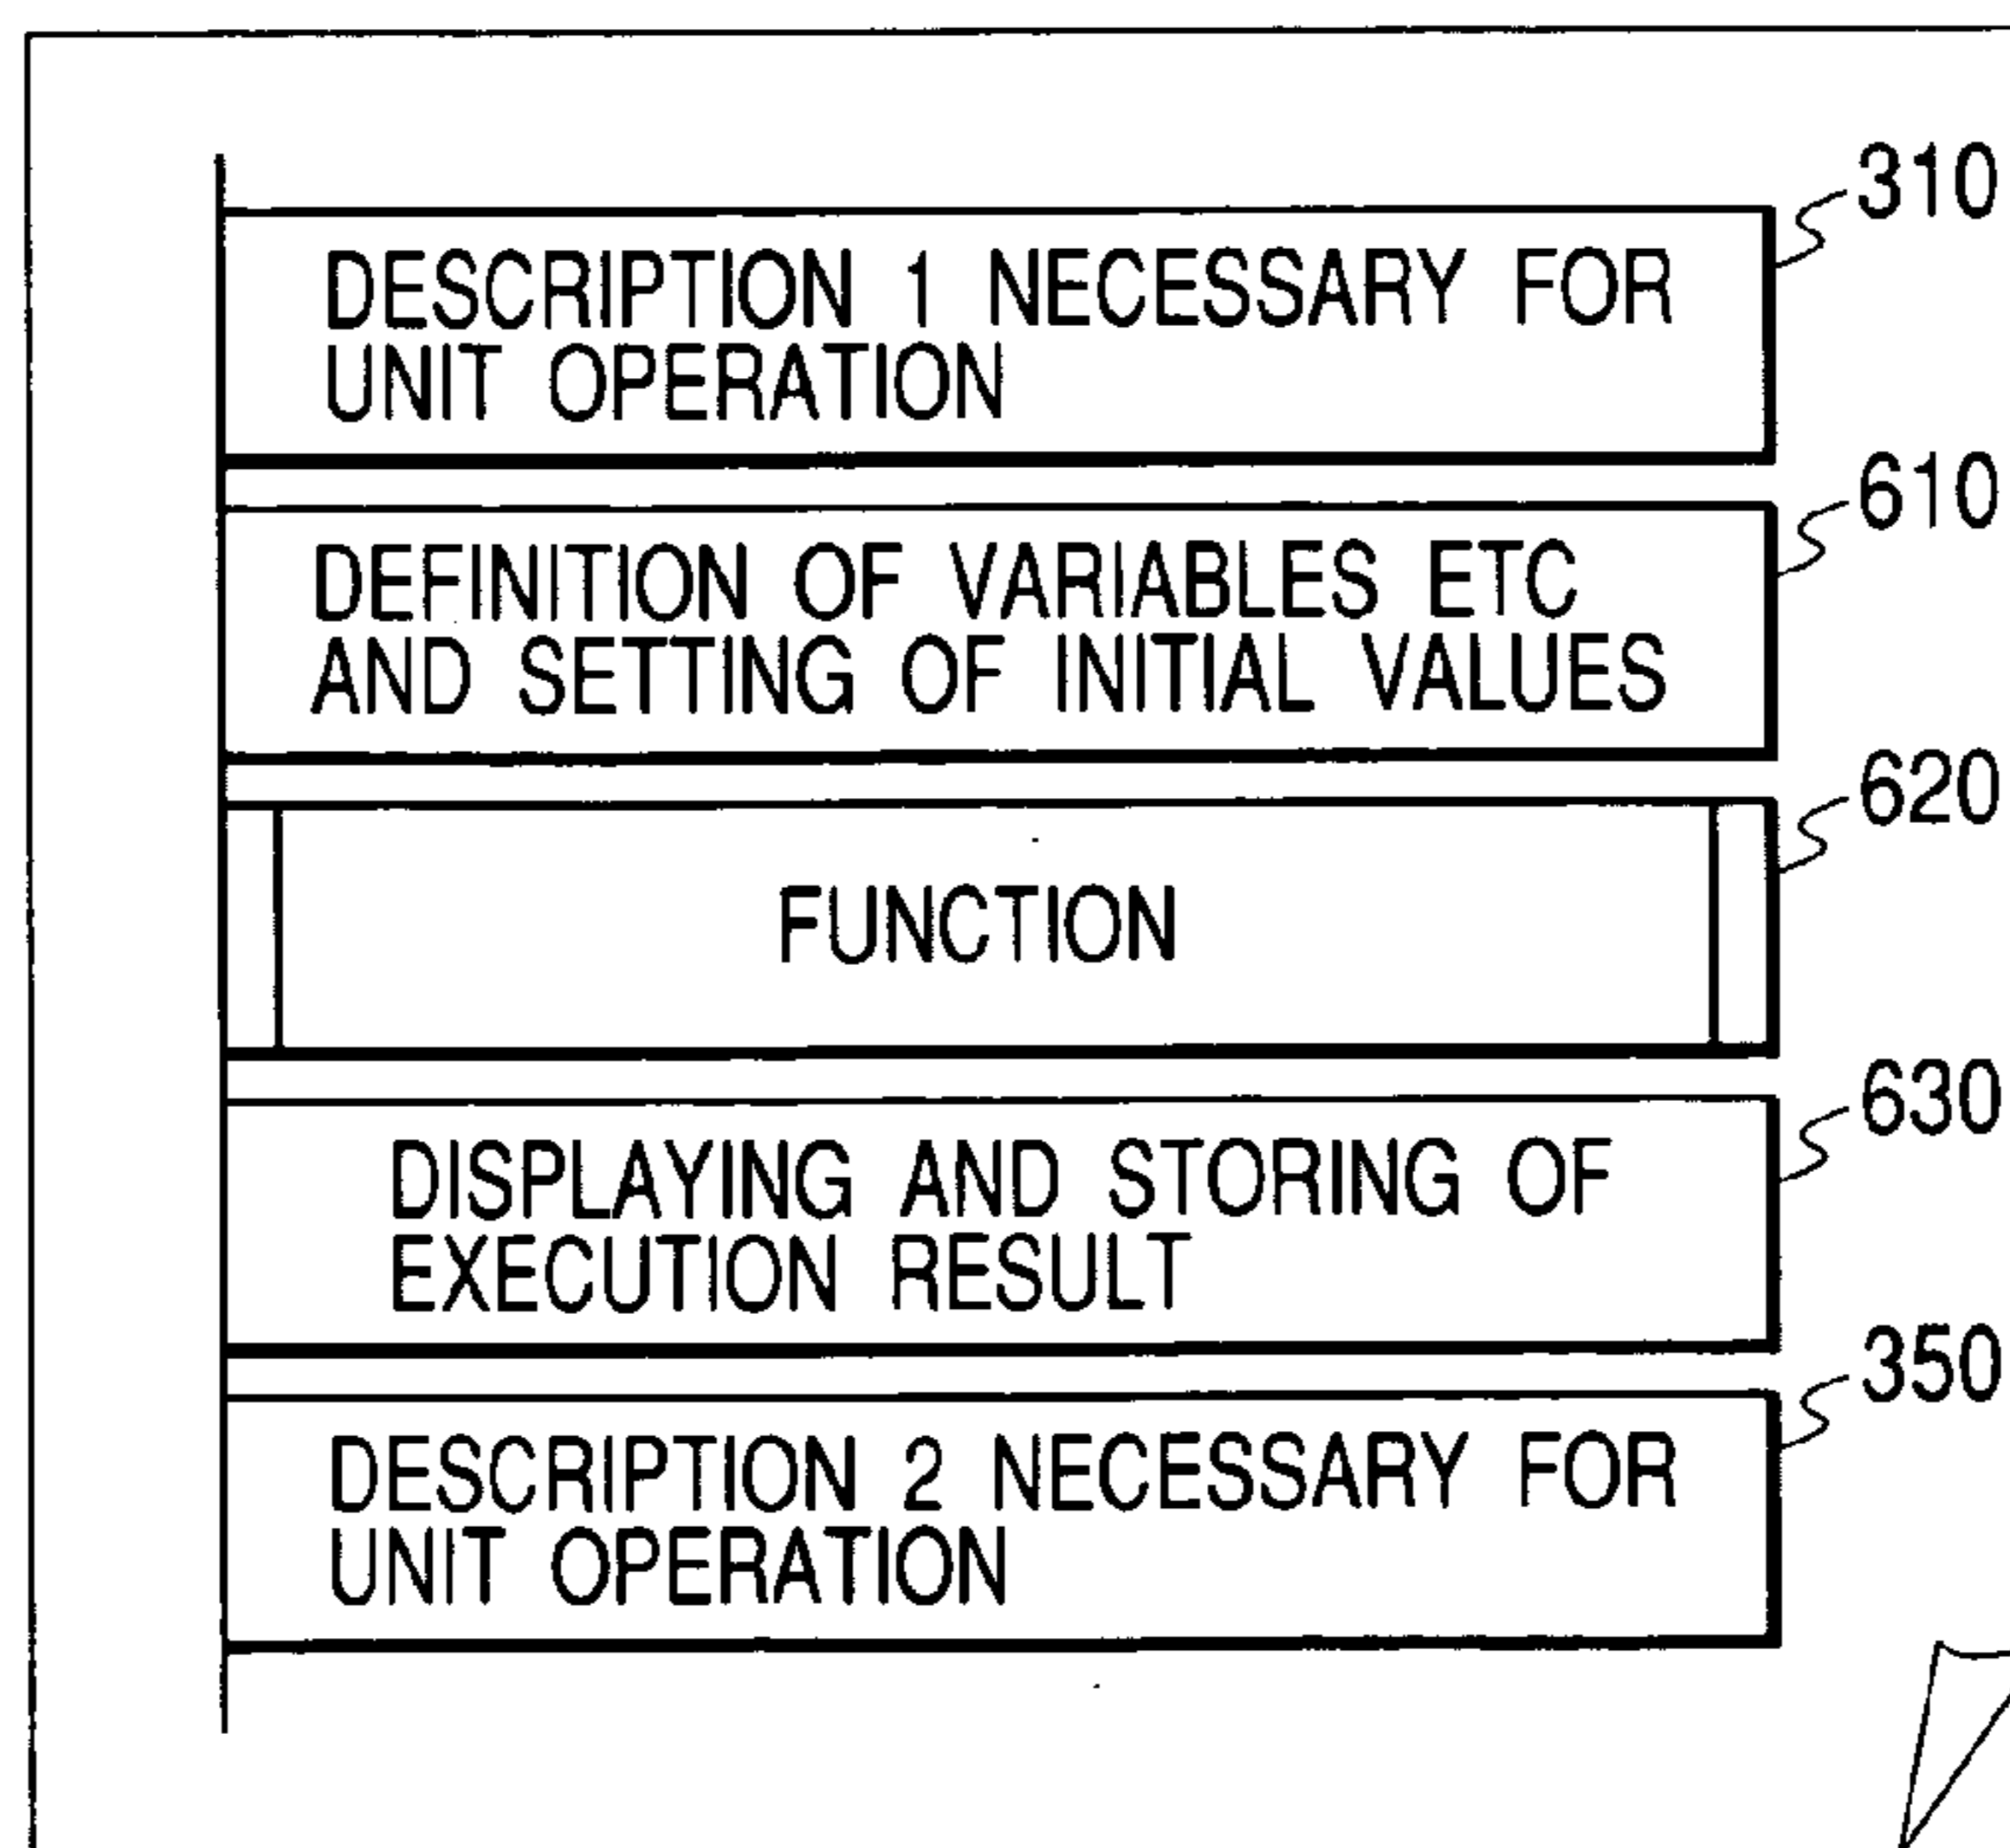 310
DESCRIPTION 1 NECESSARY FOR
UNIT OPERATION
610
DEFINITION OF VARIABLES ETC
AND SETTING OF INITIAL VALUES
620
FUNCTION
630
DISPLAYING AND STORING OF
EXECUTION RESULT
350
DESCRIPTION 2 NECESSARY FOR
UNIT OPERATION